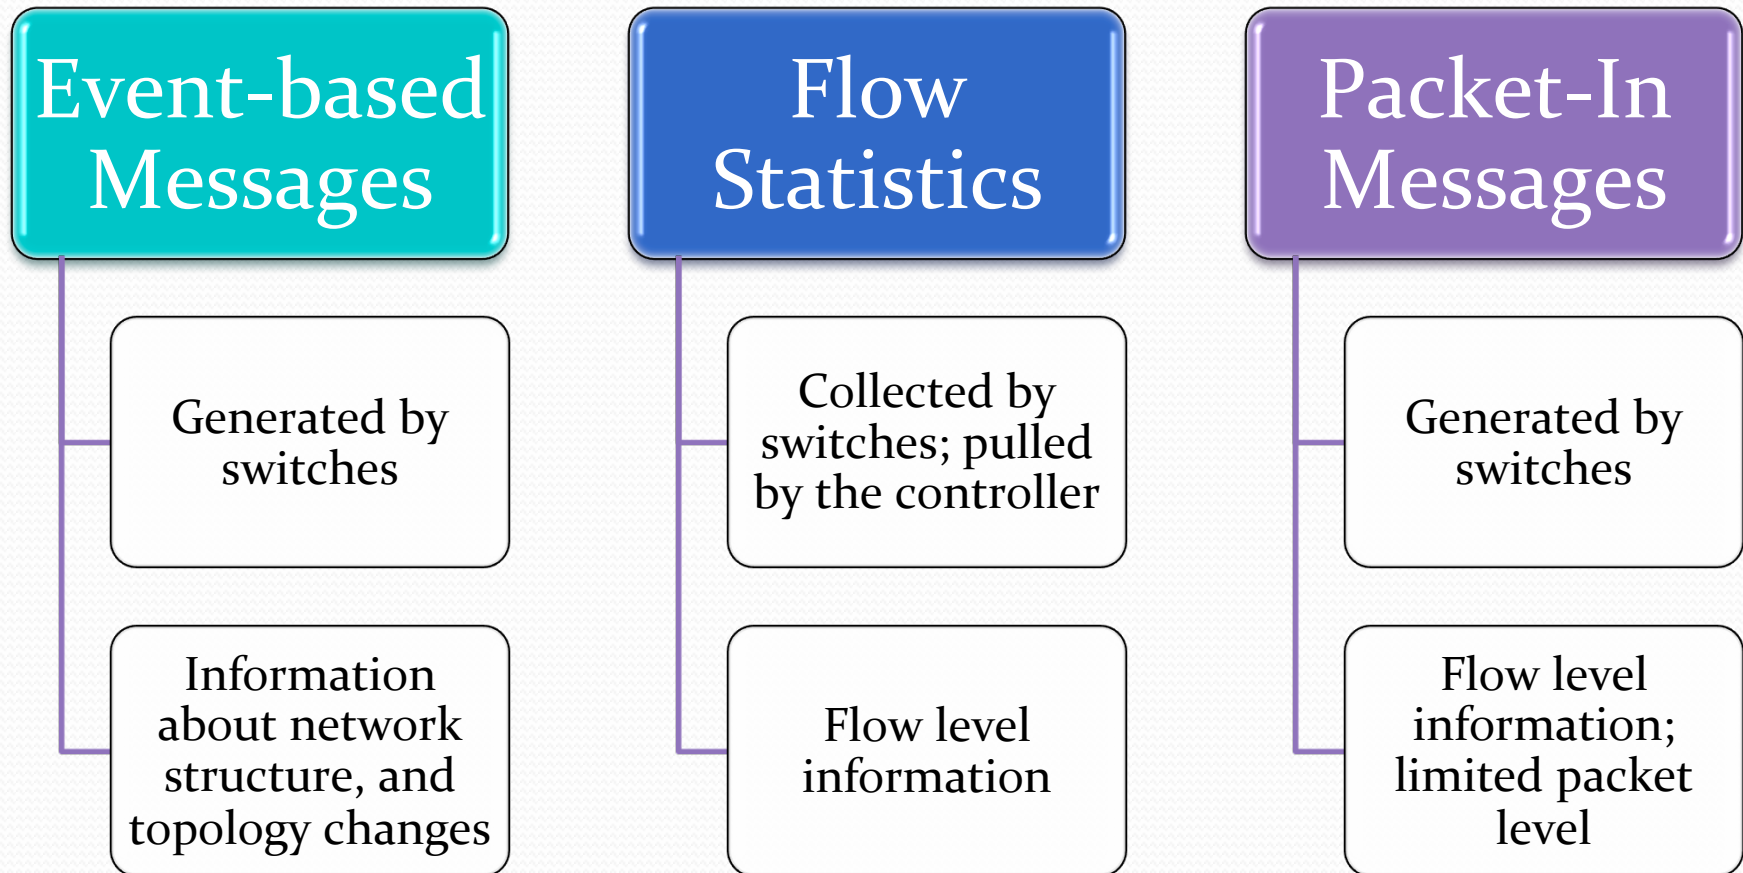 Event-based
Messages
Generated by
switches
Information
about network
structure, and
topology changes
Flow
Statistics
Collected by
switches; pulled
by the controller
Flow level
information
Packet-In
Messages
Generated by
switches
Flow level
information;
limited packet
level